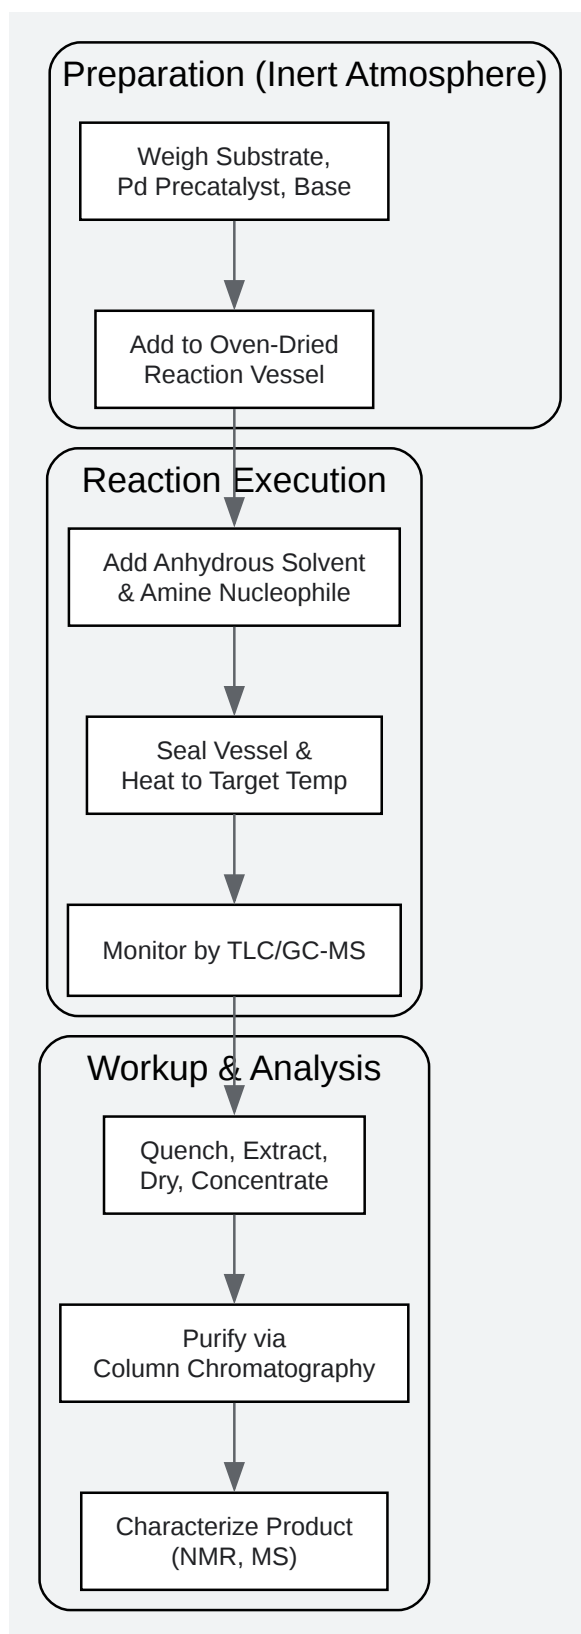 Preparation (Inert Atmosphere)
Weigh Substrate,
Pd Precatalyst, Base
Add to Oven-Dried
Reaction Vessel
Reaction Execution
Add Anhydrous Solvent
& Amine Nucleophile
Seal Vessel &
Heat to Target Temp
Monitor by TLC/GC-MS
Workup & Analysis
Quench, Extract,
Dry, Concentrate
Purify via
Column Chromatography
Characterize Product
(NMR, MS)